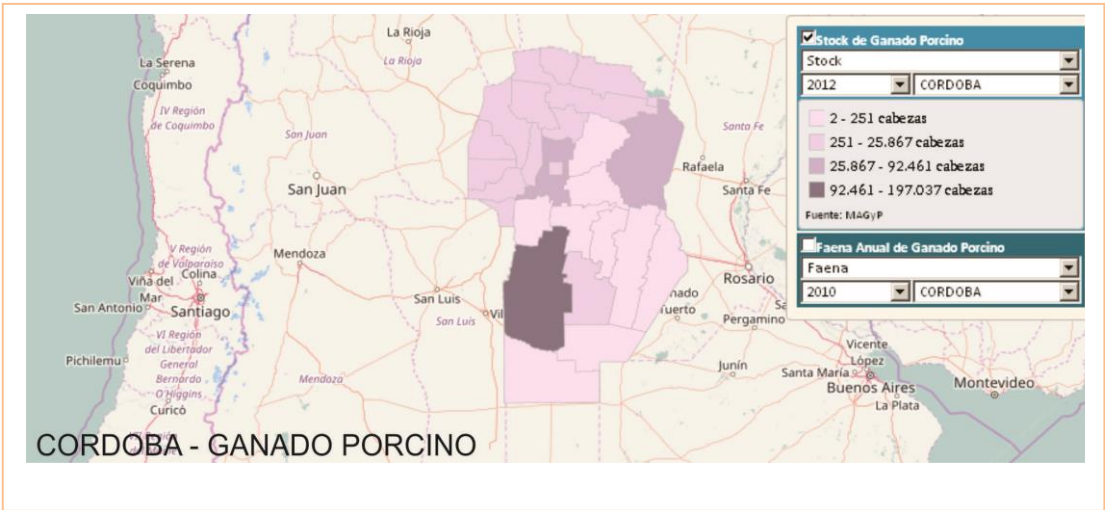 La Rioja
La Rioja
La Serena
Coquimbo
IV Región
de Coquimbo
San Juan
San Juan
Santa Fe
Rafaela
Santa Fe
V Región
de Valparaíso
Colina
Viña del
Mar
San Antonio
Santiago
Mendoza
San Luis
San Luis
Vil
Rosario
nado
uerto
Pergamino
VI Región
del Libertador
General
Bernardo
O'Higgins
Pichilemu
Curicó
Mendoza
Junín
Vicente
López
Santa María
Buenos Aires
La Plata
Montevideo
CORDOBA - GANADO PORCINO
Stock de Ganado Porcino
Stock
2012 CORDOBA
2 - 251 cabezas
251 - 25.867 cabezas
25.867 - 92.461 cabezas
92.461 - 197.037 cabezas
Fuente: MAGyP
Faena Anual de Ganado Porcino
Faena
2010 CORDOBA